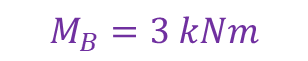 M_B = 3 kNm